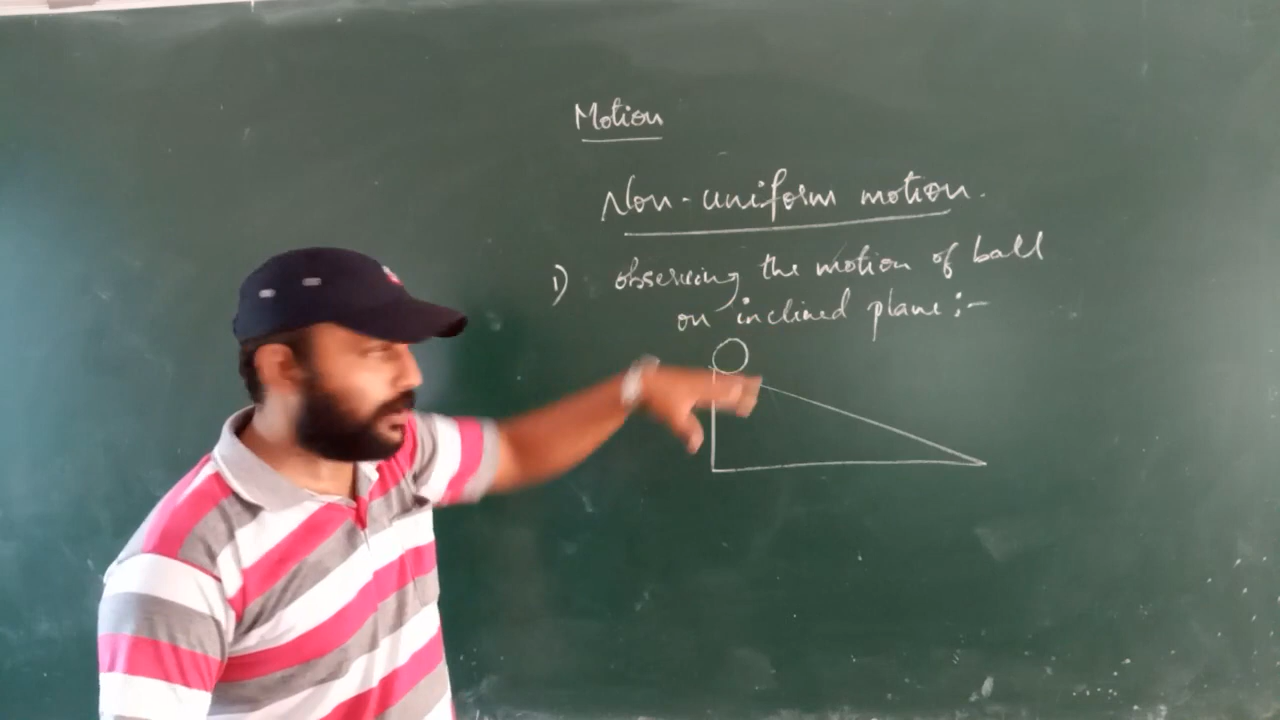 Motion
Non-uniform motion.
1) observing the motion of ball
on inclined plane :-